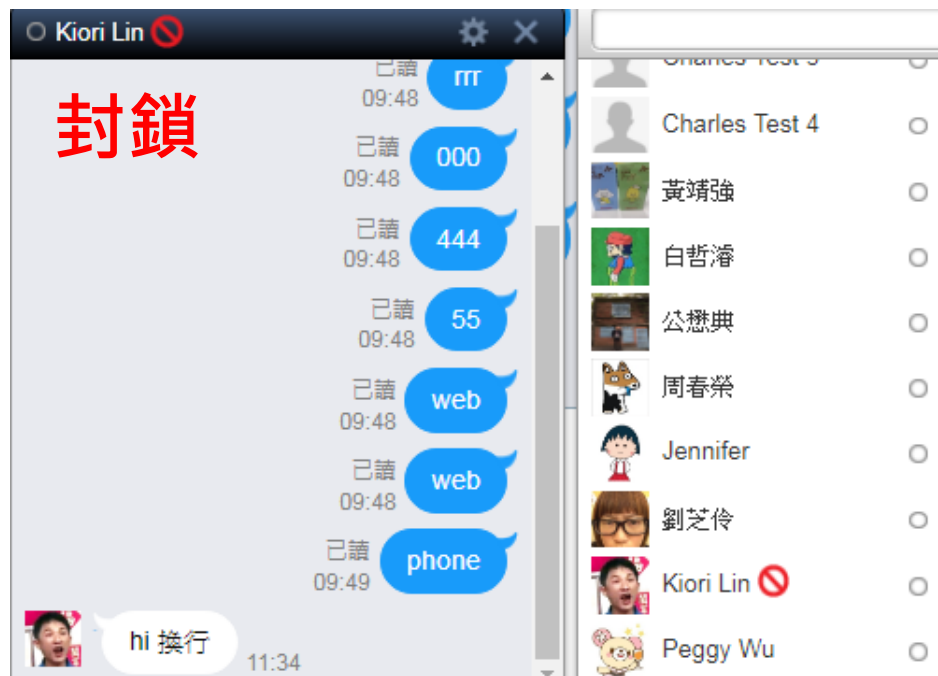 Kiori Lin
封鎖
已讀
09:48
rrr
已讀
09:48
000
已讀
09:48
444
已讀
09:48
55
已讀
09:48
web
已讀
09:48
web
已讀
09:49
phone
hi 換行
11:34
Charles Test 4
黃靖強
白哲濬
公懋典
周春榮
Jennifer
劉芝伶
Kiori Lin
Peggy Wu